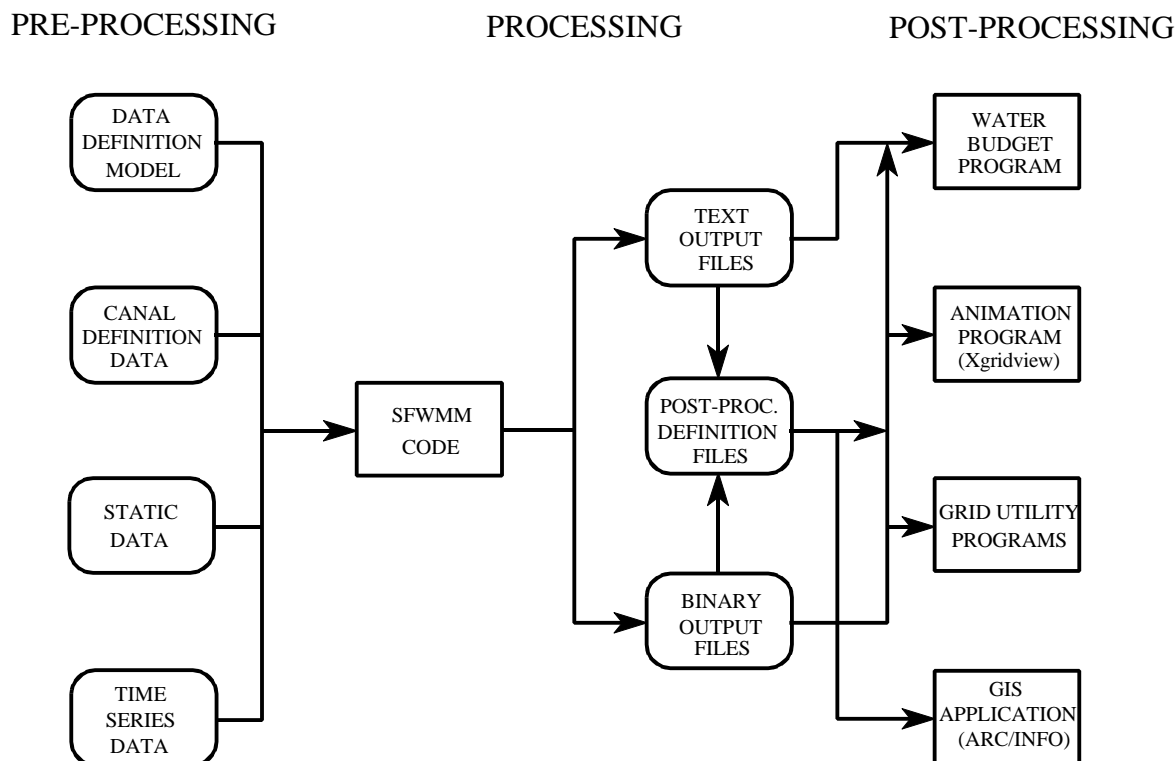 PRE-PROCESSING
PROCESSING
POST-PROCESSING
DATA
DEFINITION
MODEL
CANAL
DEFINITION
DATA
STATIC
DATA
TIME
SERIES
DATA
SFWMM
CODE
TEXT
OUTPUT
FILES
POST-PROC.
DEFINITION
FILES
BINARY
OUTPUT
FILES
WATER
BUDGET
PROGRAM
ANIMATION
PROGRAM
(Xgridview)
GRID UTILITY
PROGRAMS
GIS
APPLICATION
(ARC/INFO)